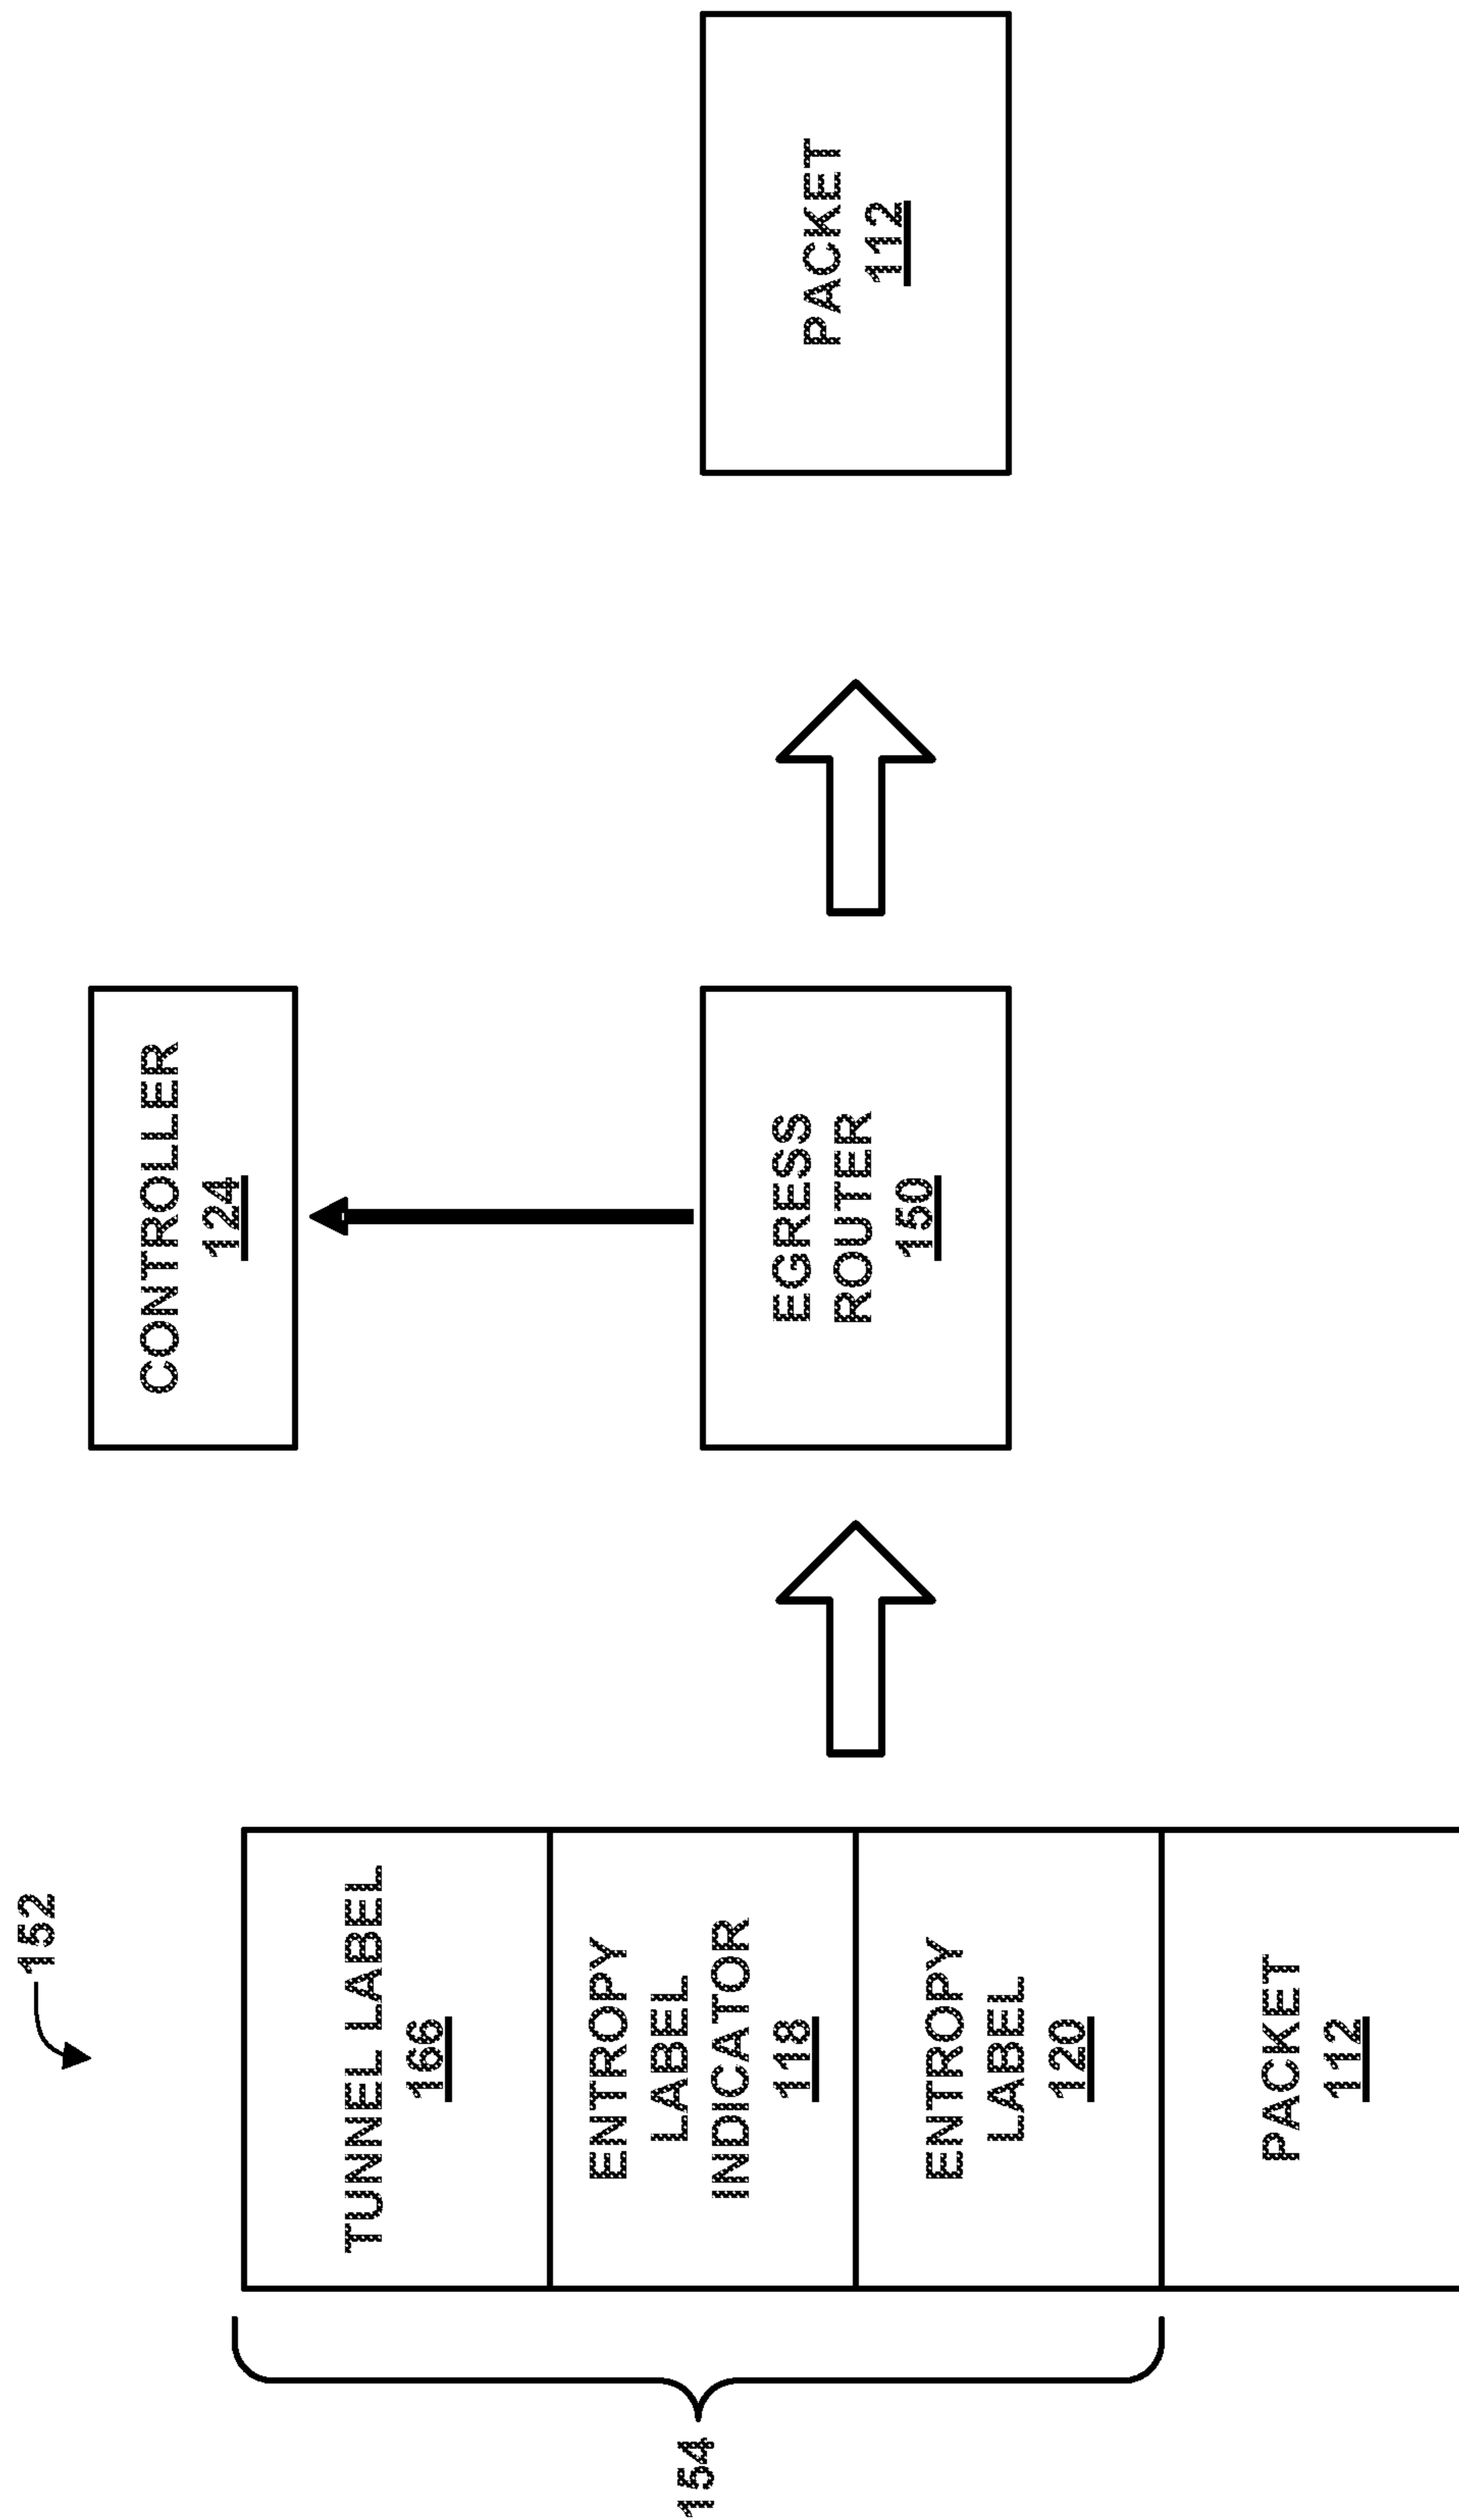 152
154
TUNNEL LABEL
166
ENTROPY
LABEL
INDICATOR
118
ENTROPY
LABEL
120
PACKET
112
CONTROLLER
124
EGRESS
ROUTER
150
PACKET
112